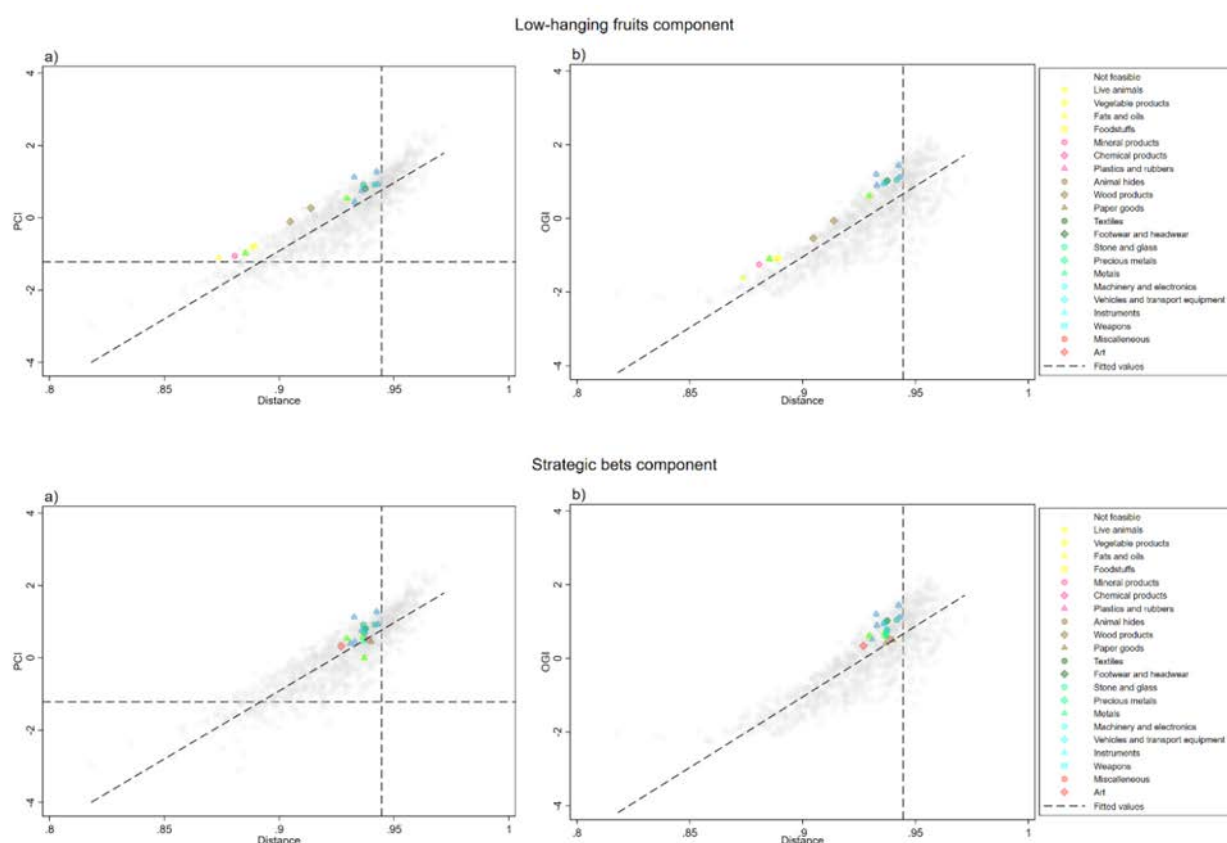 Low-hanging fruits component
a)
PCI
4
2
0
-2
-4
.8
.85
.9
.95
1
Distance
b)
OGI
4
2
0
-2
-4
.8
.85
.9
.95
1
Distance
Not feasible
Live animals
Vegetable products
Fats and oils
Foodstuffs
Mineral products
Chemical products
Plastics and rubbers
Animal hides
Wood products
Paper goods
Textiles
Footwear and headwear
Stone and glass
Precious metals
Metals
Machinery and electronics
Vehicles and transport equipment
Instruments
Weapons
Miscalleneous
Art
Fitted values
Strategic bets component
a)
PCI
4
2
0
-2
-4
.8
.85
.9
.95
1
Distance
b)
OGI
4
2
0
-2
-4
.8
.85
.9
.95
1
Distance
Not feasible
Live animals
Vegetable products
Fats and oils
Foodstuffs
Mineral products
Chemical products
Plastics and rubbers
Animal hides
Wood products
Paper goods
Textiles
Footwear and headwear
Stone and glass
Precious metals
Metals
Machinery and electronics
Vehicles and transport equipment
Instruments
Weapons
Miscalleneous
Art
Fitted values